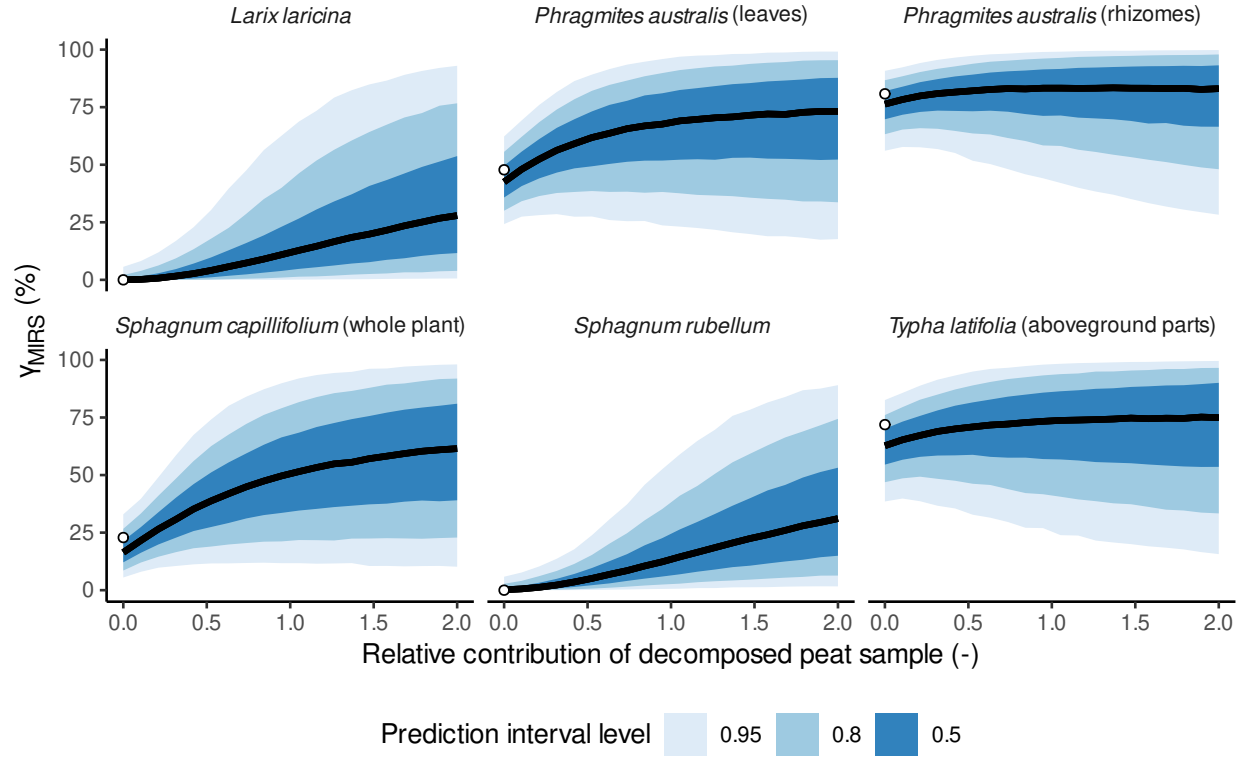 Larix laricina
Phragmites australis (leaves)
Phragmites australis (rhizomes)
100
75
50
25
0
γMIRS (%)
Sphagnum capillifolium (whole plant)
Sphagnum rubellum
Typha latifolia (aboveground parts)
100
75
50
25
0
0.0 0.5 1.0 1.5 2.0
0.0 0.5 1.0 1.5 2.0
0.0 0.5 1.0 1.5 2.0
Relative contribution of decomposed peat sample (-)
Prediction interval level 0.95 0.8 0.5